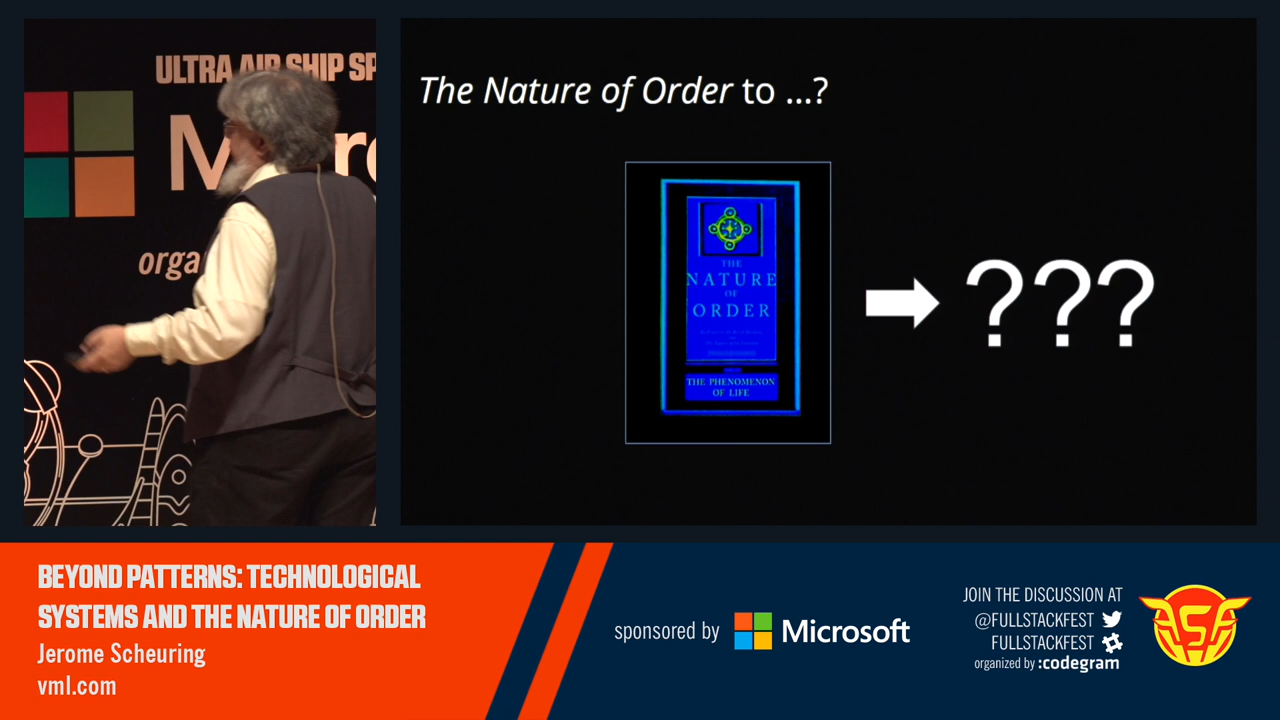 ULTRA AIR SHIP SP
orga
The Nature of Order to ...?
THE
NATURE
OF
ORDER
THE PHENOMENON
OF LIFE
???
BEYOND PATTERNS: TECHNOLOGICAL
SYSTEMS AND THE NATURE OF ORDER
Jerome Scheuring
vml.com
sponsored by Microsoft
JOIN THE DISCUSSION AT
@FULLSTACKFEST
FULLSTACKFEST
organized by :codegram
FSF